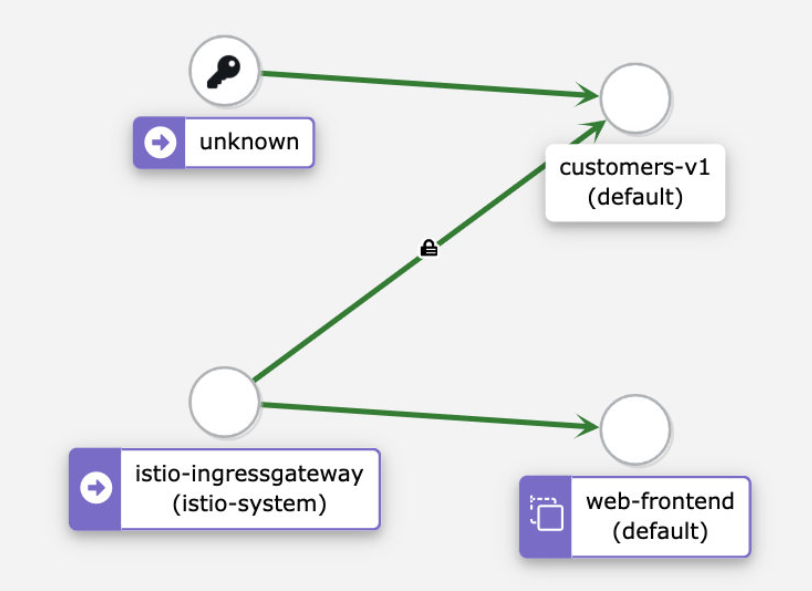 unknown
customers-v1
(default)
istio-ingressgateway
(istio-system)
web-frontend
(default)